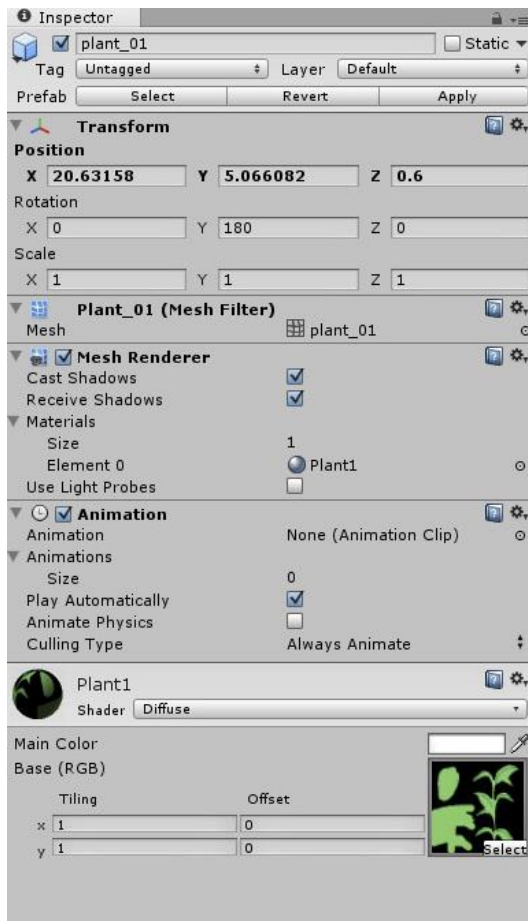 Inspector
plant_01 Static
Tag Untagged Layer Default
Prefab Select Revert Apply
Transform
Position
X 20.63158 Y 5.066082 Z 0.6
Rotation
X 0 Y 180 Z 0
Scale
X 1 Y 1 Z 1
Plant_01 (Mesh Filter)
Mesh plant_01
Mesh Renderer
Cast Shadows
Receive Shadows
Materials
Size 1
Element 0 Plant1
Use Light Probes
Animation
Animation None (Animation Clip)
Animations
Size 0
Play Automatically
Animate Physics
Culling Type Always Animate
Plant1
Shader Diffuse
Main Color
Base (RGB)
Tiling Offset
x 1 0
y 1 0
Select